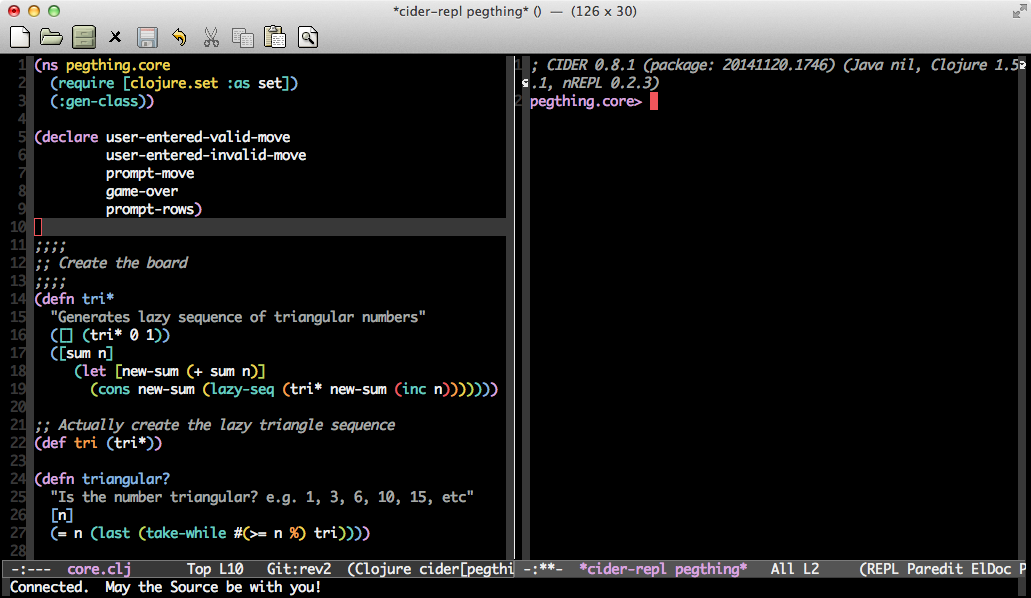 *cider-repl pegthing* ()  —  (126 x 30)
1 (ns pegthing.core
2   (require [clojure.set :as set])
3   (:gen-class))
4
5 (declare user-entered-valid-move
6          user-entered-invalid-move
7          prompt-move
8          game-over
9          prompt-rows)
10
11 ;;;;
12 ;; Create the board
13 ;;;;
14 (defn tri*
15   "Generates lazy sequence of triangular numbers"
16   ([] (tri* 0 1))
17   ([sum n]
18      (let [new-sum (+ sum n)]
19        (cons new-sum (lazy-seq (tri* new-sum (inc n)))))))
20
21 ;; Actually create the lazy triangle sequence
22 (def tri (tri*))
23
24 (defn triangular?
25   "Is the number triangular? e.g. 1, 3, 6, 10, 15, etc"
26   [n]
27   (= n (last (take-while #(>= n %) tri))))
28
-:---  core.clj       Top L10   Git:rev2  (Clojure cider[pegthi
1 ; CIDER 0.8.1 (package: 20141120.1746) (Java nil, Clojure 1.5
.1, nREPL 0.2.3)
2 pegthing.core>
-:**-  *cider-repl pegthing*   All L2     (REPL Paredit ElDoc P
Connected.  May the Source be with you!